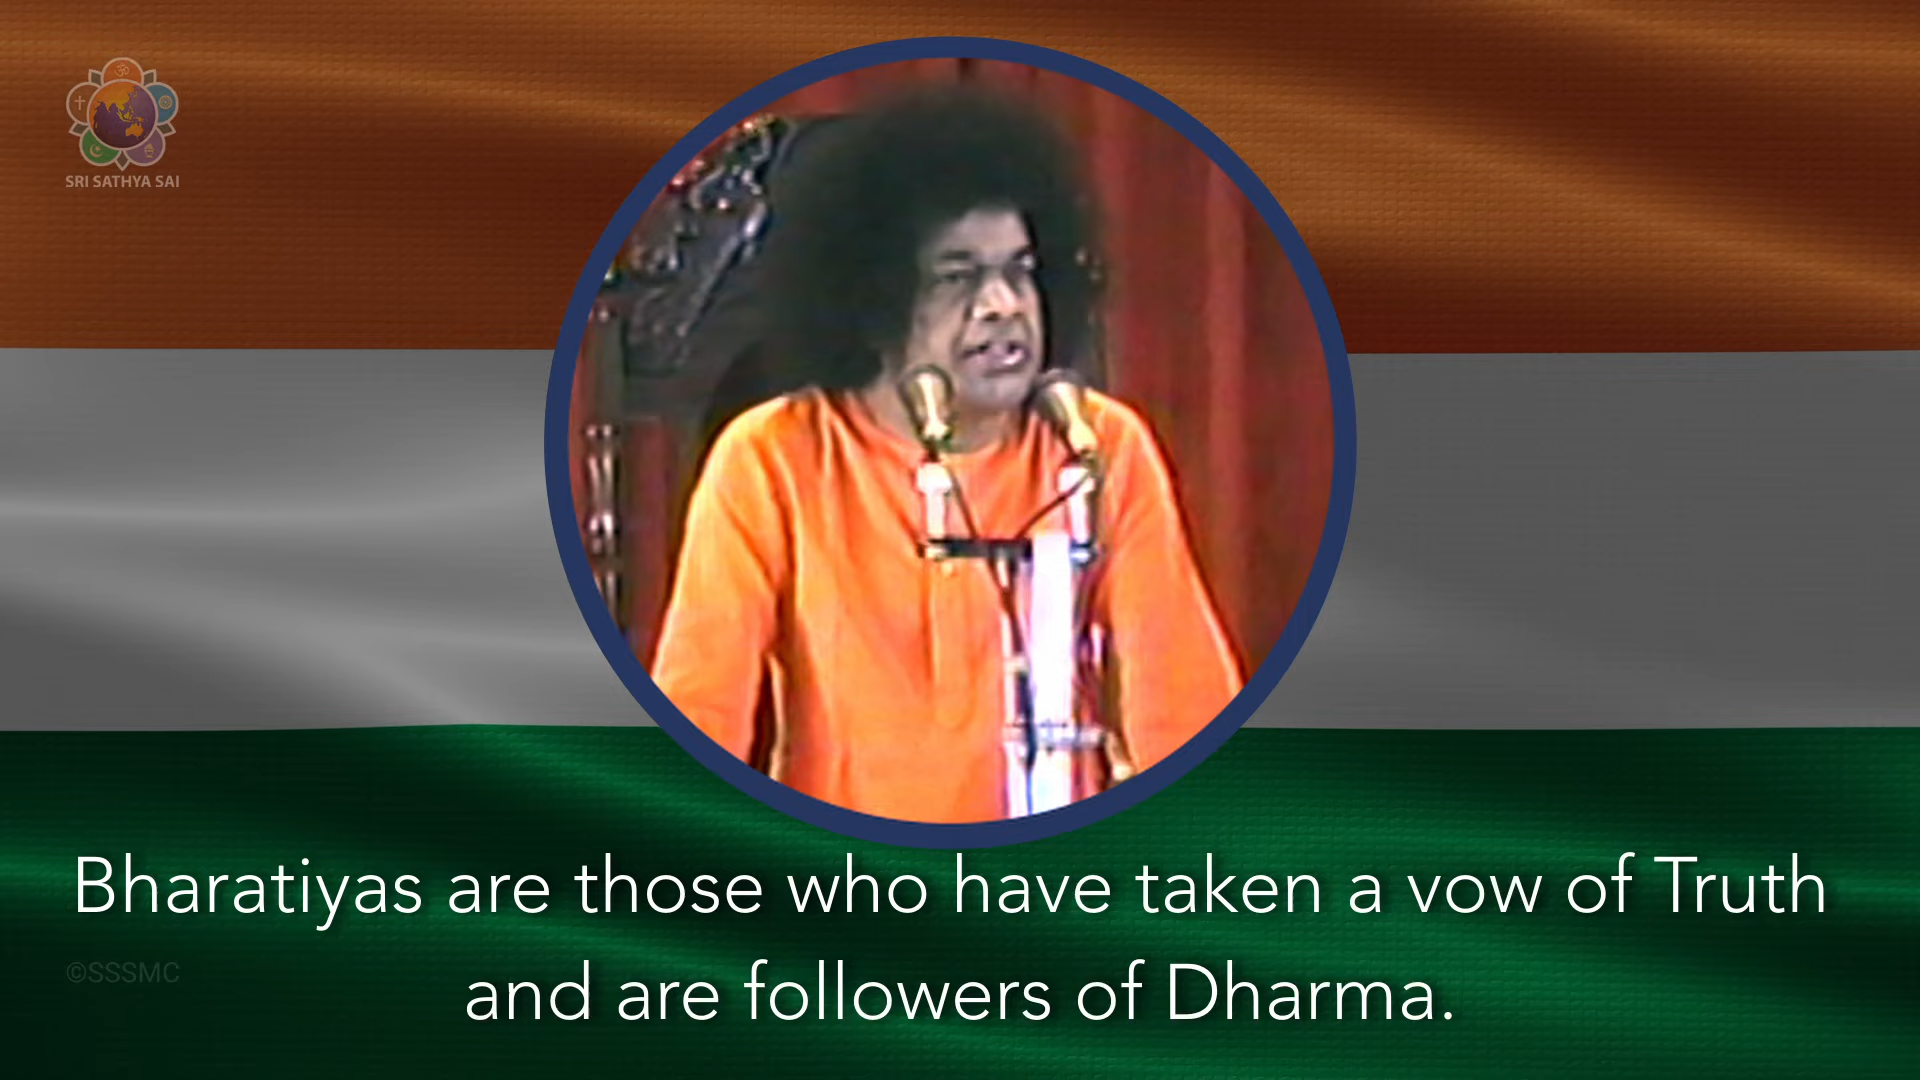 SRI SATHYA SAI
Bharatiyas are those who have taken a vow of Truth
©SSSMC
and are followers of Dharma.